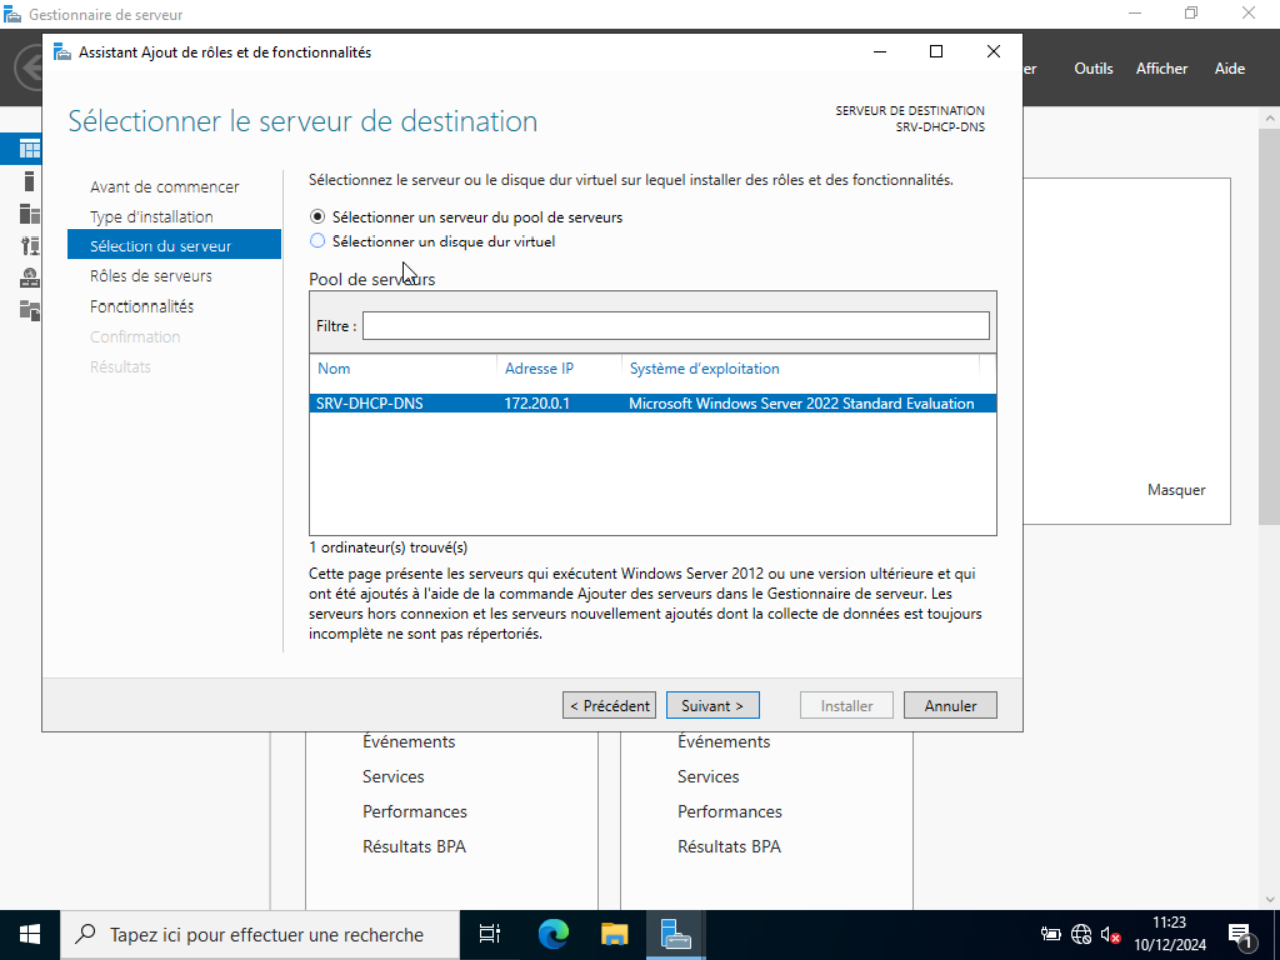 Gestionnaire de serveur
Assistant Ajout de rôles et de fonctionnalités
er
Outils
Afficher
Aide
Sélectionner le serveur de destination
SERVEUR DE DESTINATION
SRV-DHCP-DNS
Avant de commencer
Type d'installation
Sélection du serveur
Rôles de serveurs
Fonctionnalités
Confirmation
Résultats
Sélectionnez le serveur ou le disque dur virtuel sur lequel installer des rôles et des fonctionnalités.
Sélectionner un serveur du pool de serveurs
Sélectionner un disque dur virtuel
Pool de serveurs
Filtre :
Nom Adresse IP Système d'exploitation
SRV-DHCP-DNS 172.20.0.1 Microsoft Windows Server 2022 Standard Evaluation
1 ordinateur(s) trouvé(s)
Cette page présente les serveurs qui exécutent Windows Server 2012 ou une version ultérieure et qui
ont été ajoutés à l'aide de la commande Ajouter des serveurs dans le Gestionnaire de serveur. Les
serveurs hors connexion et les serveurs nouvellement ajoutés dont la collecte de données est toujours
incomplète ne sont pas répertoriés.
< Précédent
Suivant >
Installer
Annuler
Masquer
Événements
Services
Performances
Résultats BPA
Événements
Services
Performances
Résultats BPA
Tapez ici pour effectuer une recherche
11:23
10/12/2024
1